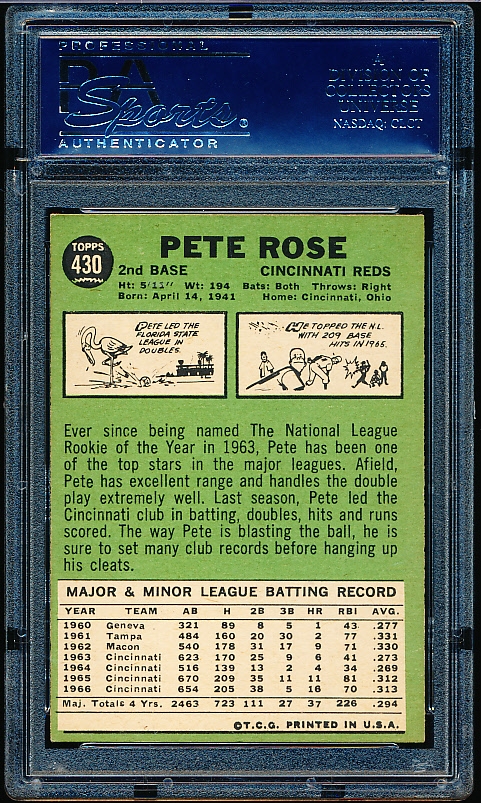 PROFESSIONAL
PSA
Sports®
AUTHENTICATOR
A
DIVISION OF
COLLECTORS
UNIVERSE
NASDAQ: CLCT
TOPPS
430
PETE ROSE
2nd BASE CINCINNATI REDS
Ht: 5'11" Wt: 194 Bats: Both Throws: Right
Born: April 14, 1941 Home: Cincinnati, Ohio
PETE LED THE
FLORIDA STATE
LEAGUE IN
DOUBLES.
HE TOPPED THE N.L.
WITH 209 BASE
HITS IN 1965.
Ever since being named The National League
Rookie of the Year in 1963, Pete has been one
of the top stars in the major leagues. Afield,
Pete has excellent range and handles the double
play extremely well. Last season, Pete led the
Cincinnati club in batting, doubles, hits and runs
scored. The way Pete is blasting the ball, he is
sure to set many club records before hanging up
his cleats.
MAJOR & MINOR LEAGUE BATTING RECORD
YEAR TEAM AB H 2B 3B HR RBI AVG.
1960 Geneva 321 89 8 5 1 43 .277
1961 Tampa 484 160 20 30 2 77 .331
1962 Macon 540 178 31 17 9 71 .330
1963 Cincinnati 623 170 25 9 6 41 .273
1964 Cincinnati 516 139 13 2 4 34 .269
1965 Cincinnati 670 209 35 11 11 81 .312
1966 Cincinnati 654 205 38 5 16 70 .313
Maj. Totals 4 Yrs. 2463 723 111 27 37 226 .294
©T.C.G. PRINTED IN U.S.A.